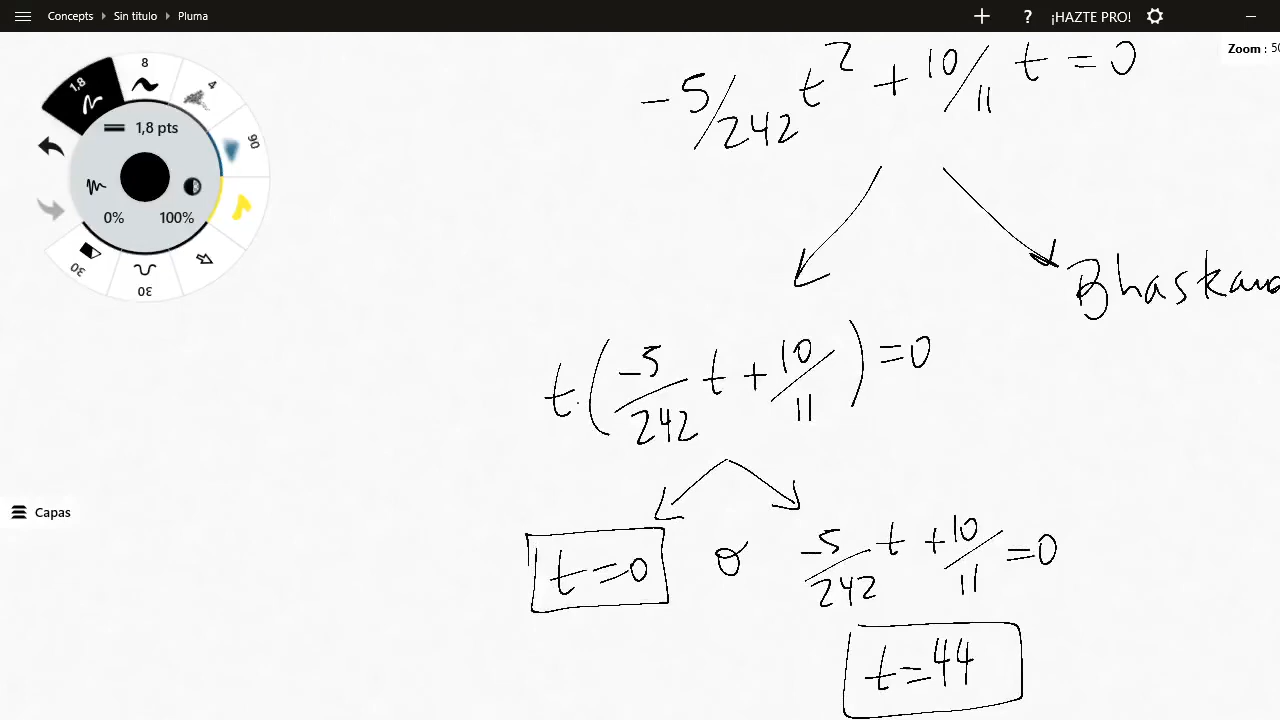 Concepts › Sin título › Pluma
+ ? ¡HAZTE PRO! –
Zoom : 50
8
1,8
4
90
1,8 pts
0% 100%
30
30
30
Capas
-5/242 t² + 10/11 t = 0
Bhaskara
t·(-5/242 t + 10/11) = 0
t = 0 o -5/242 t + 10/11 = 0
t = 44